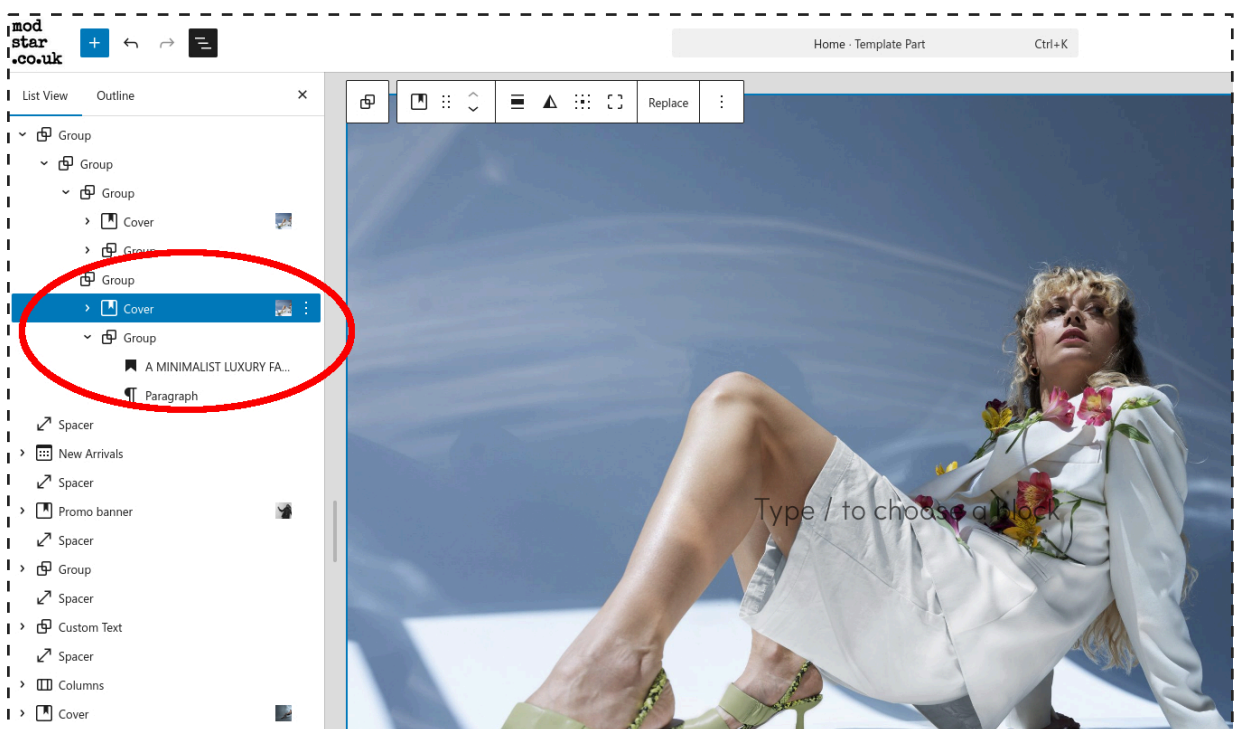 mod
star
.co.uk
Home · Template Part Ctrl+K
List View Outline
Replace
Group
Group
Group
Cover
Group
Group
Cover
Group
A MINIMALIST LUXURY FA...
Paragraph
Spacer
New Arrivals
Spacer
Promo banner
Spacer
Group
Spacer
Custom Text
Spacer
Columns
Cover
Type / to choose a block